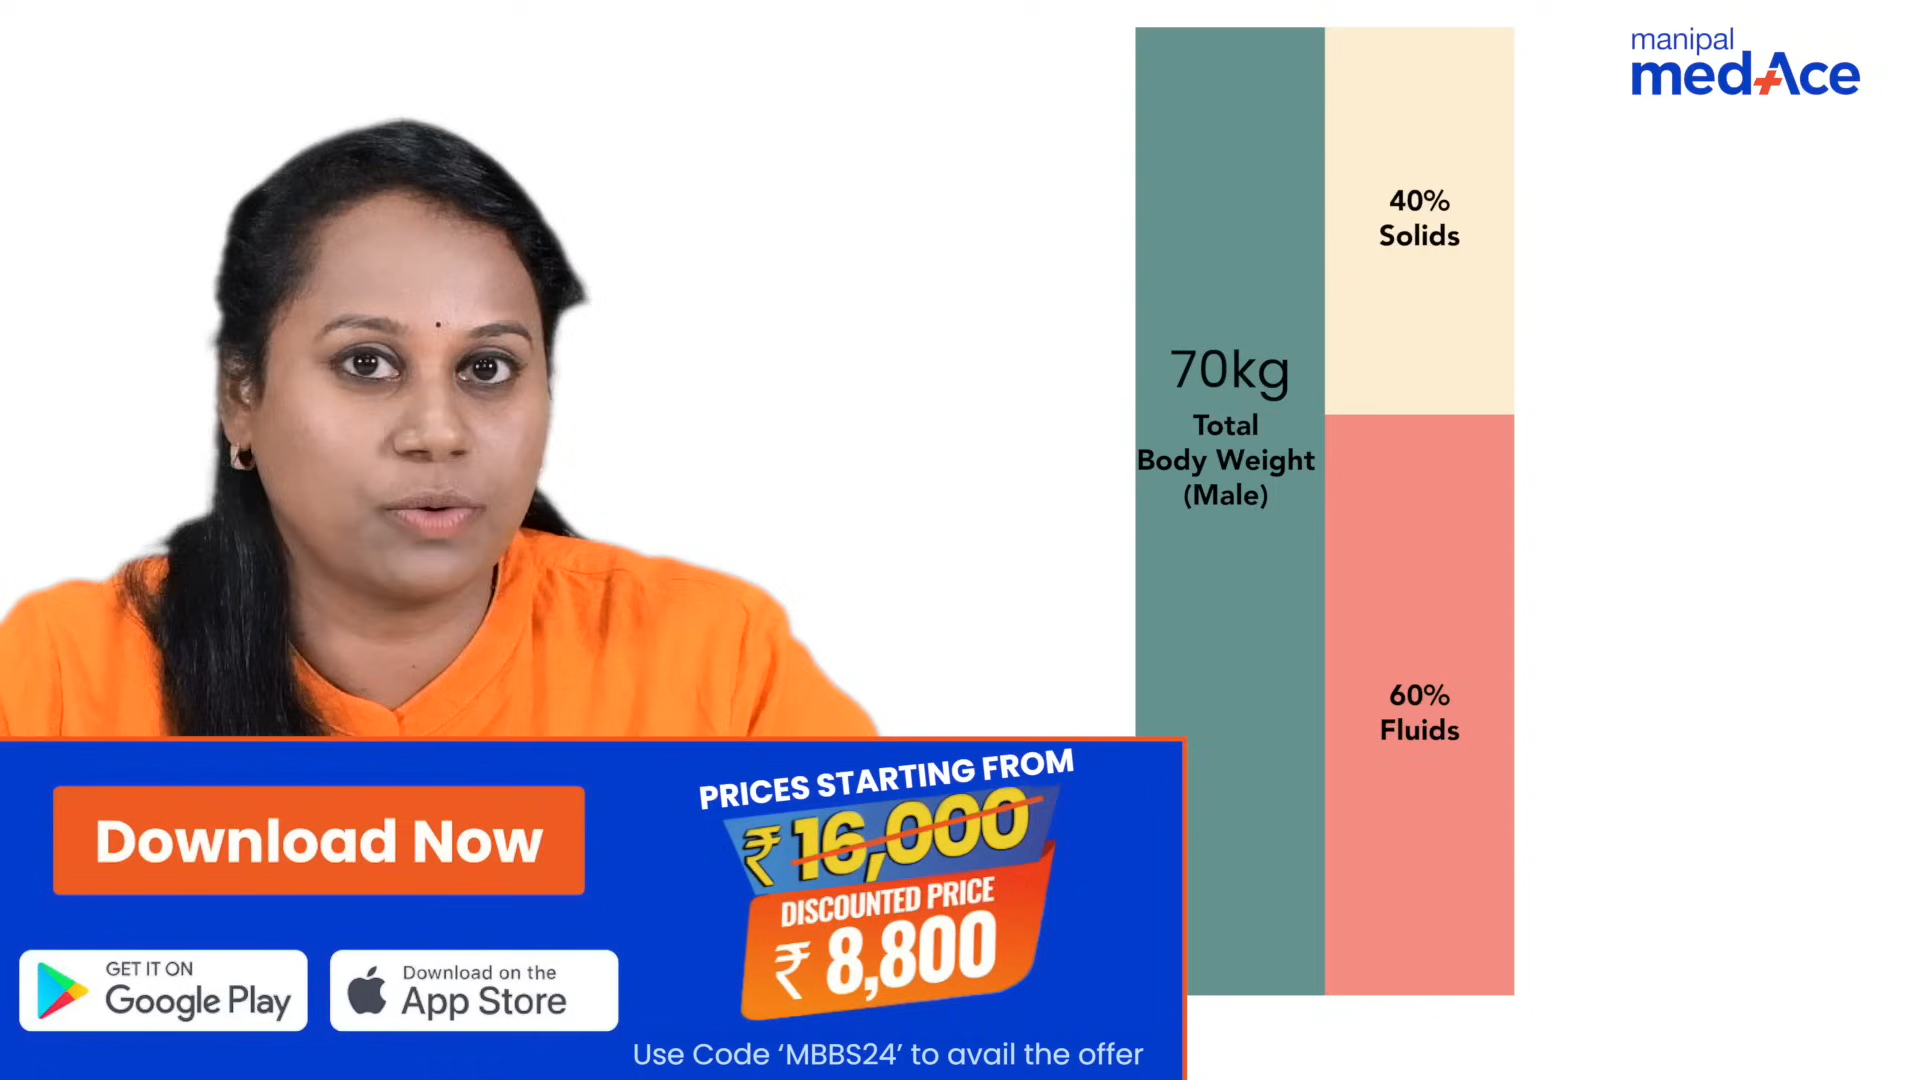 manipal
medAce
40%
Solids
70kg
Total
Body Weight
(Male)
60%
Fluids
Download Now
GET IT ON
Google Play
Download on the
App Store
PRICES STARTING FROM
₹ 16,000
DISCOUNTED PRICE
₹ 8,800
Use Code ‘MBBS24’ to avail the offer